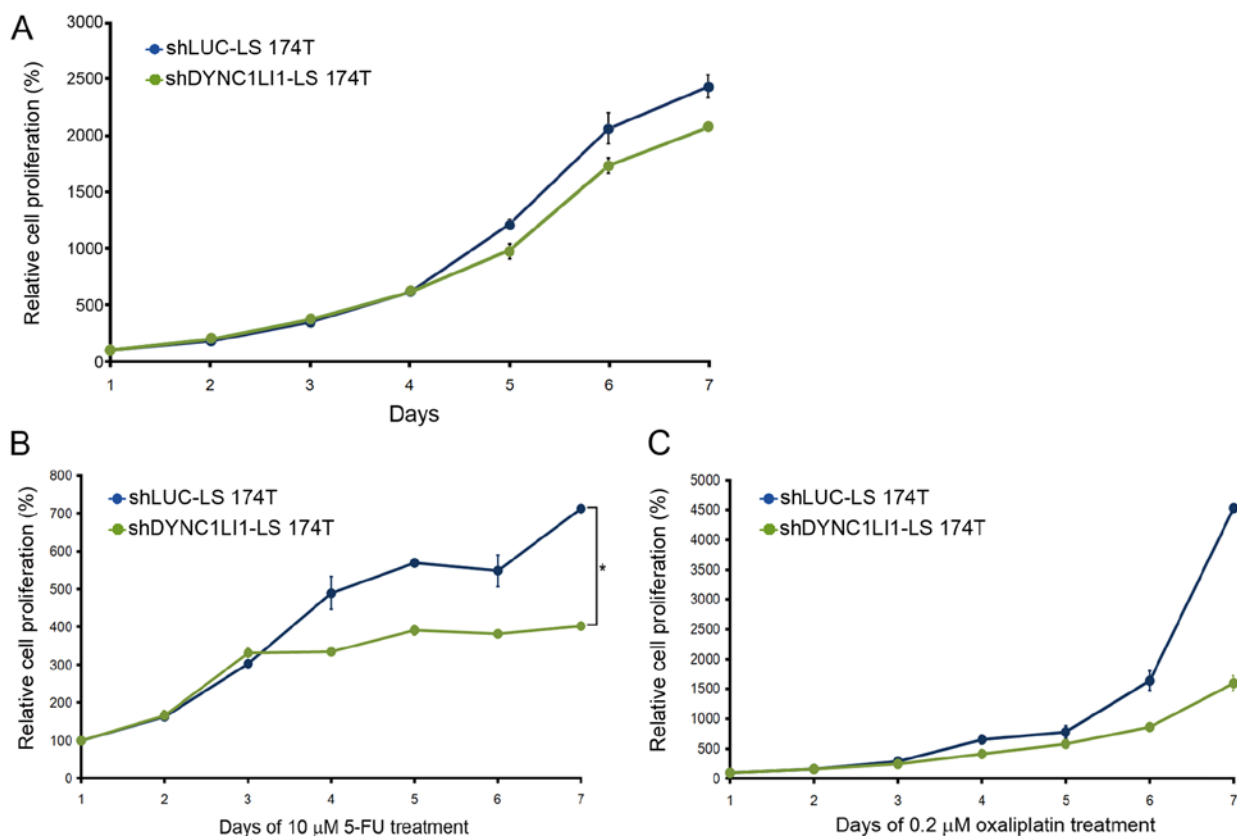 A
shLUC-LS 174T
shDYNC1LI1-LS 174T
Relative cell proliferation (%)
3000
2500
2000
1500
1000
500
0
1 2 3 4 5 6 7
Days
B
shLUC-LS 174T
shDYNC1LI1-LS 174T
Relative cell proliferation (%)
800
700
600
500
400
300
200
100
0
*
1 2 3 4 5 6 7
Days of 10 μM 5-FU treatment
C
shLUC-LS 174T
shDYNC1LI1-LS 174T
Relative cell proliferation (%)
5000
4500
4000
3500
3000
2500
2000
1500
1000
500
0
1 2 3 4 5 6 7
Days of 0.2 μM oxaliplatin treatment